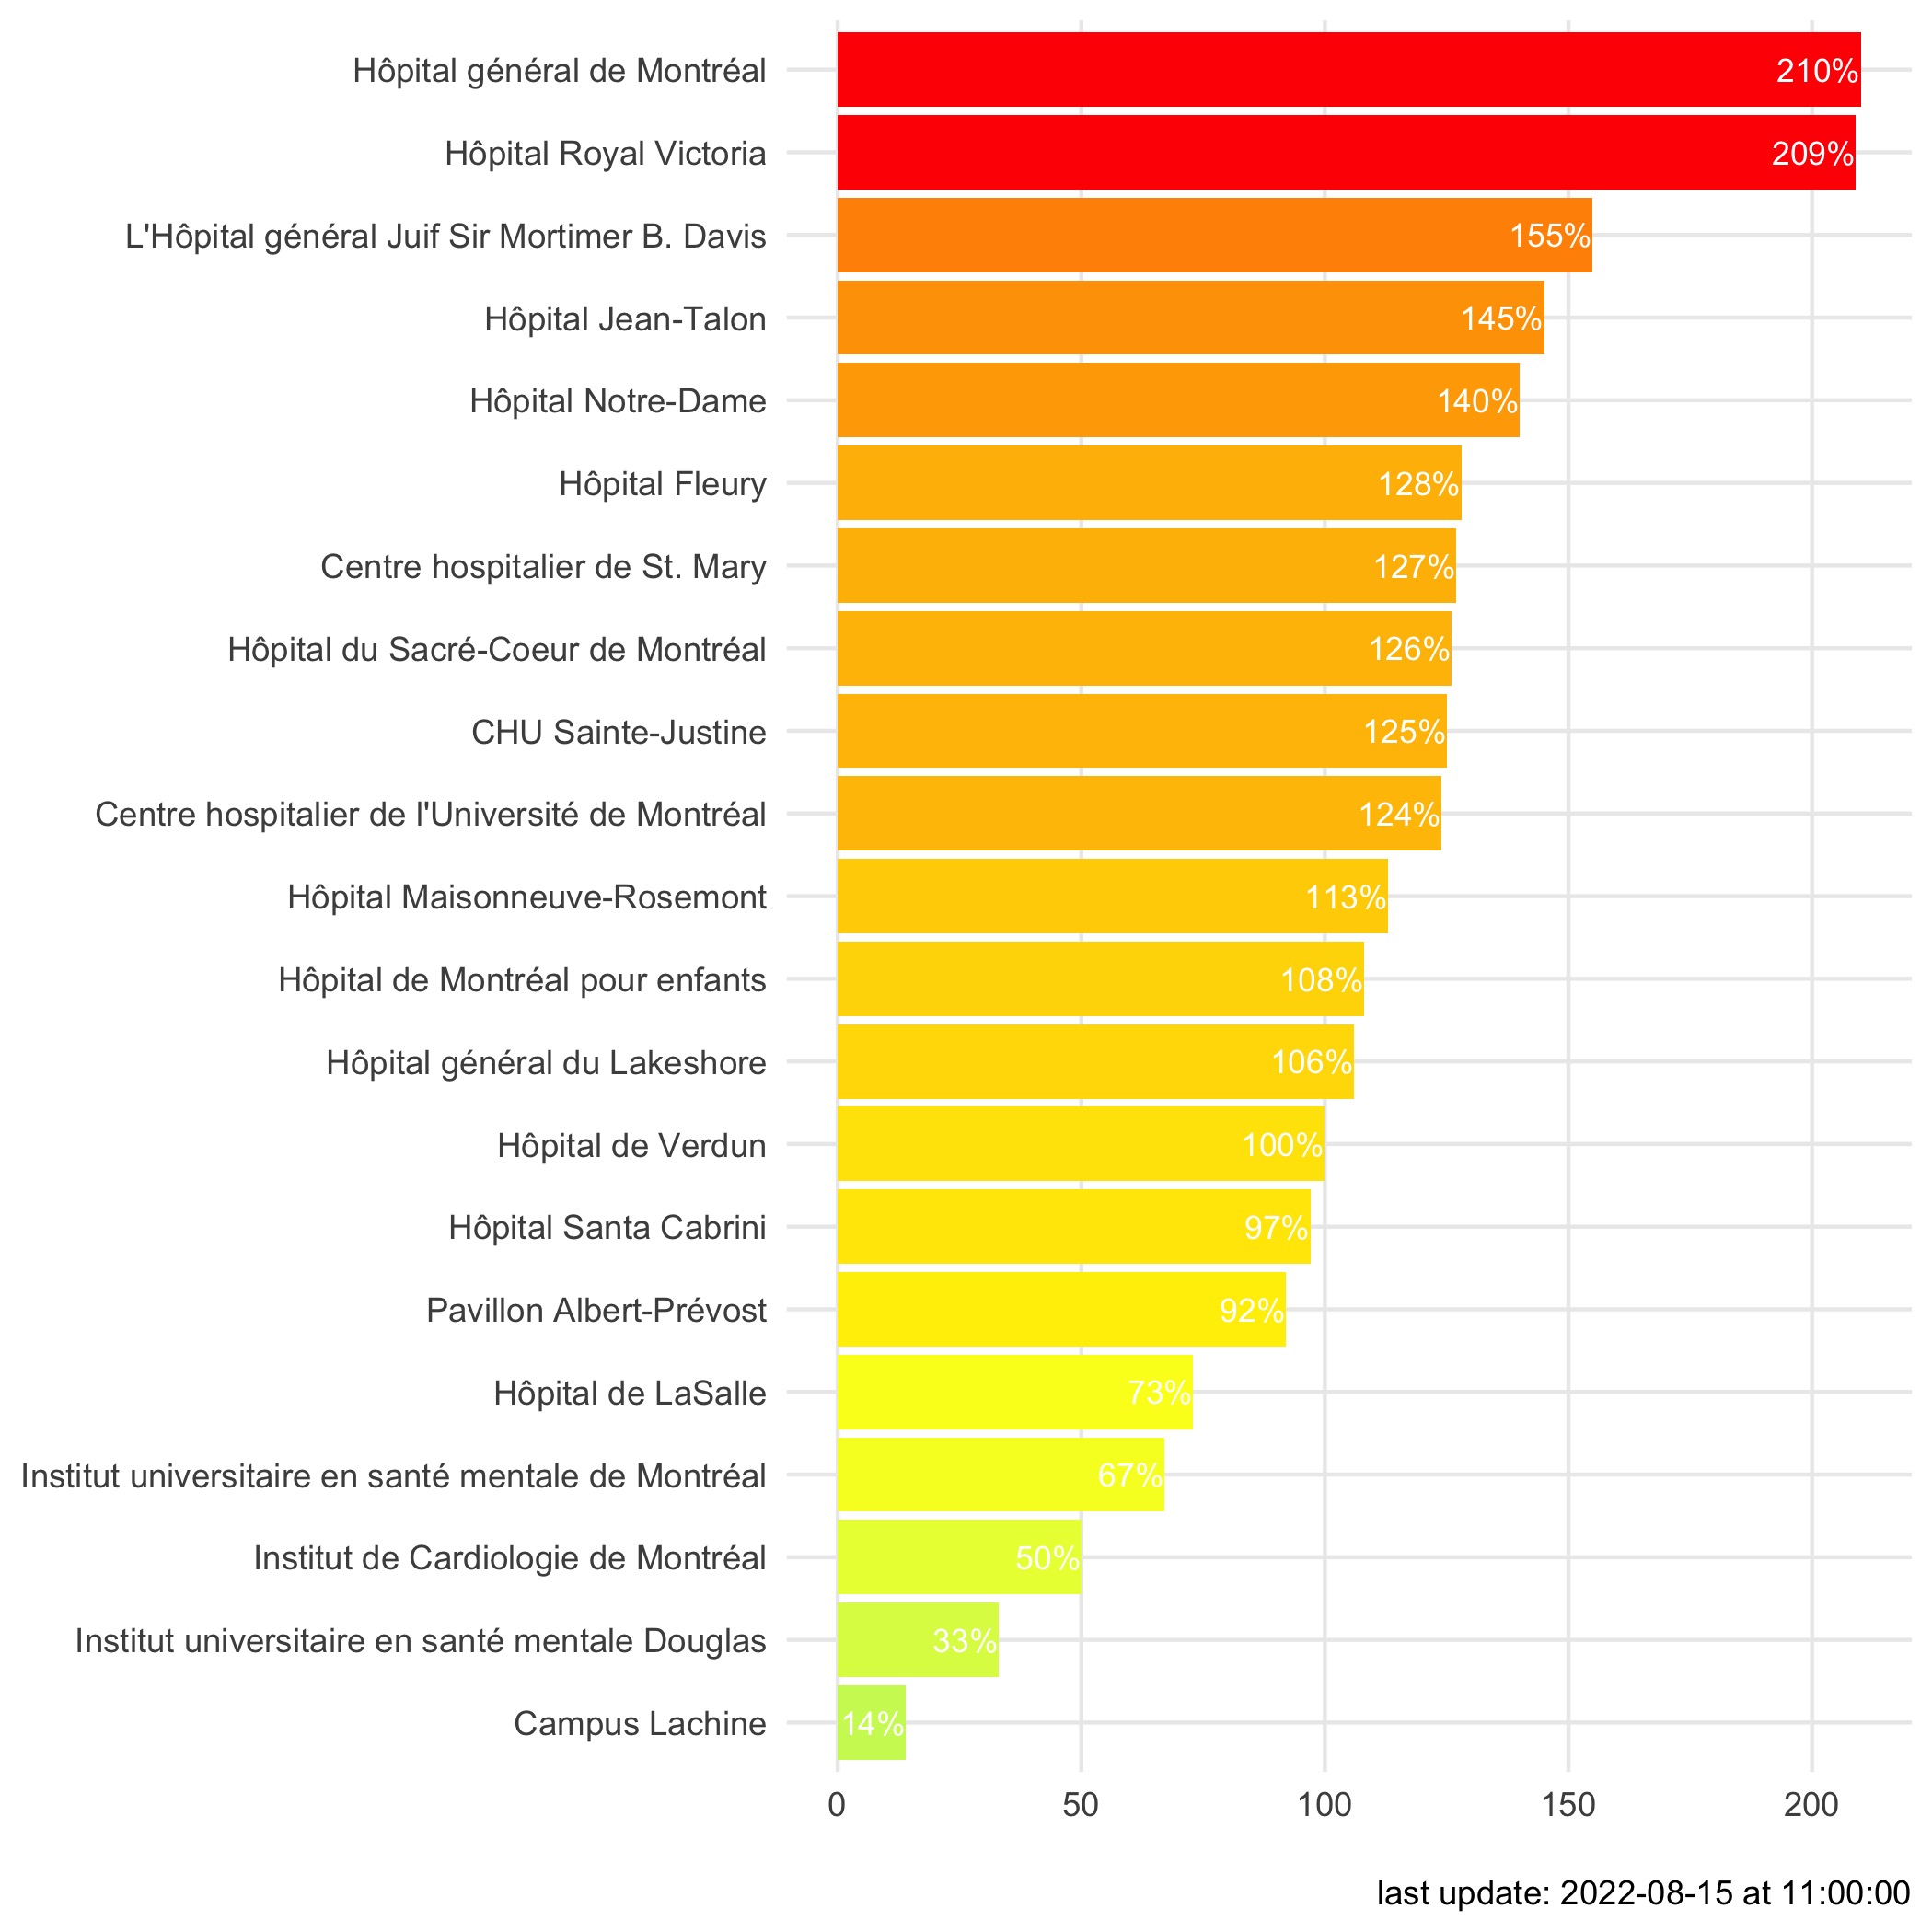 Hôpital général de Montréal 210%
Hôpital Royal Victoria 209%
L'Hôpital général Juif Sir Mortimer B. Davis 155%
Hôpital Jean-Talon 145%
Hôpital Notre-Dame 140%
Hôpital Fleury 128%
Centre hospitalier de St. Mary 127%
Hôpital du Sacré-Coeur de Montréal 126%
CHU Sainte-Justine 125%
Centre hospitalier de l'Université de Montréal 124%
Hôpital Maisonneuve-Rosemont 113%
Hôpital de Montréal pour enfants 108%
Hôpital général du Lakeshore 106%
Hôpital de Verdun 100%
Hôpital Santa Cabrini 97%
Pavillon Albert-Prévost 92%
Hôpital de LaSalle 73%
Institut universitaire en santé mentale de Montréal 67%
Institut de Cardiologie de Montréal 50%
Institut universitaire en santé mentale Douglas 33%
Campus Lachine 14%
0 50 100 150 200
last update: 2022-08-15 at 11:00:00